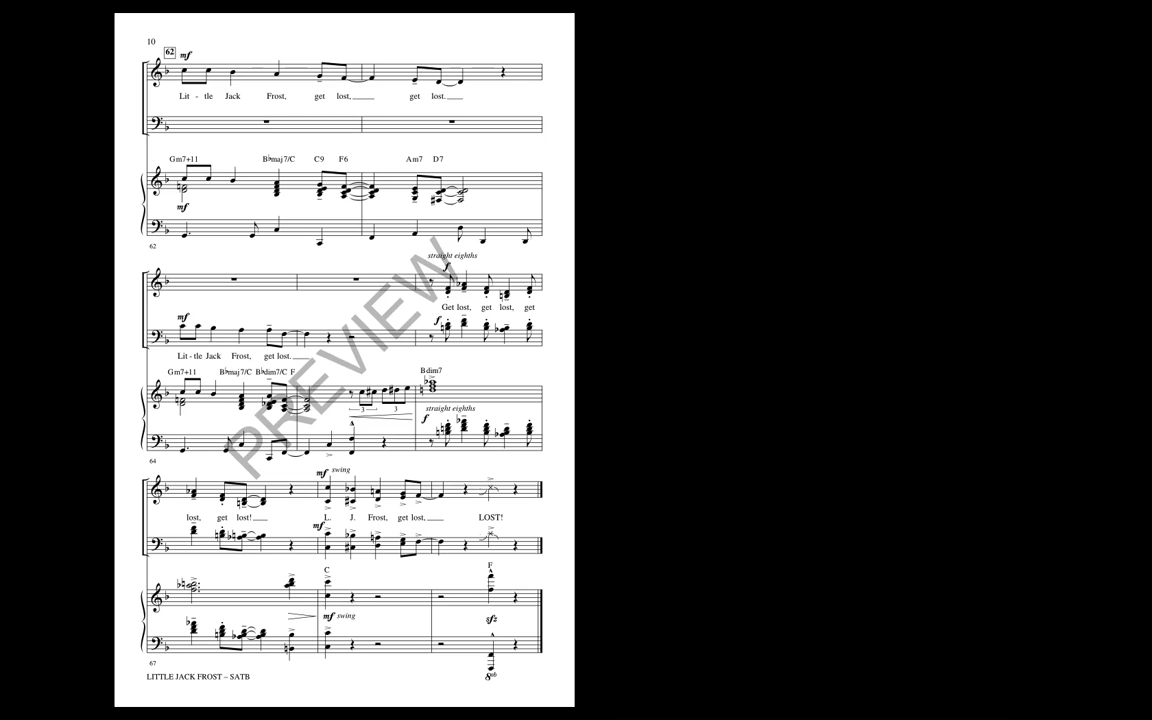 10
62 mf
Lit - tle Jack Frost, get lost, get lost.
Gm7+11 B♭maj7/C C9 F6 Am7 D7
mf
62
straight eighths
f
Get lost, get lost, get
mf f
Lit - tle Jack Frost, get lost.
Gm7+11 B♭maj7/C B♭dim7/C F Bdim7
3 3
straight eighths
f
64
PREVIEW
mf swing
lost, get lost! L. J. Frost, get lost, LOST!
mf
C F
mf swing sfz
67
8vb
LITTLE JACK FROST – SATB